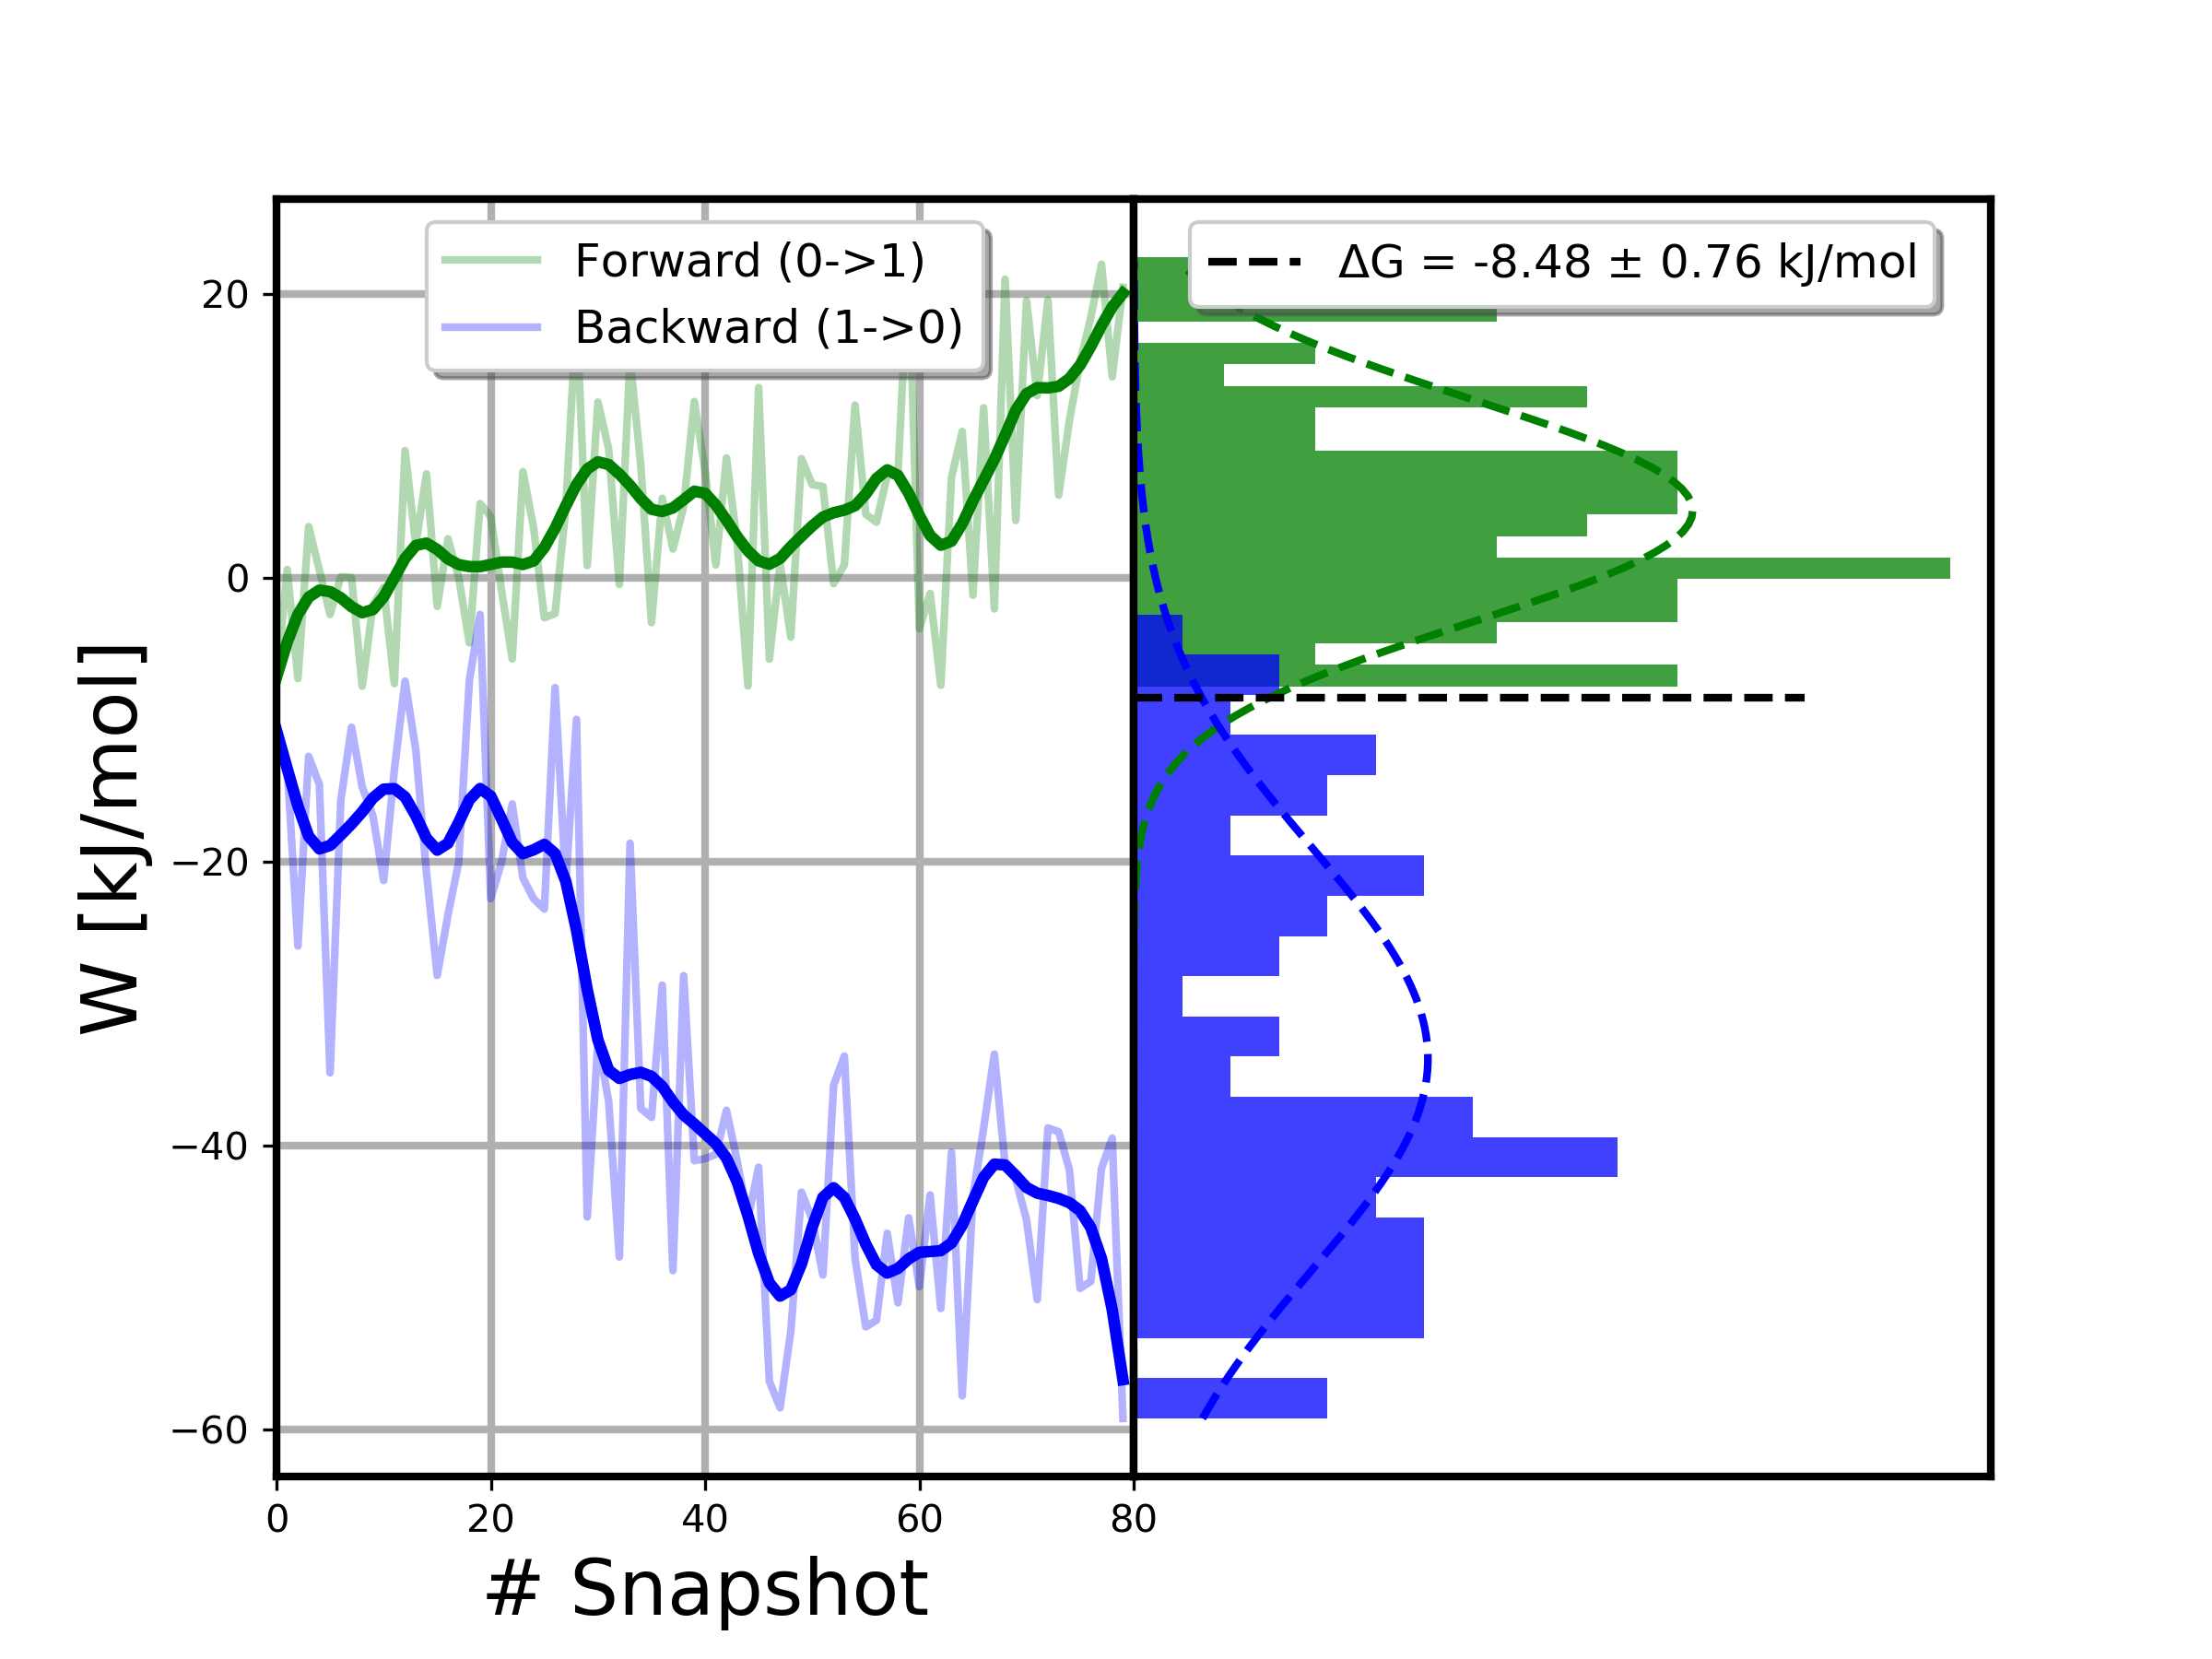 Forward (0->1)
Backward (1->0)
ΔG = -8.48 ± 0.76 kJ/mol
W [kJ/mol]
20
0
−20
−40
−60
0 20 40 60 80
# Snapshot